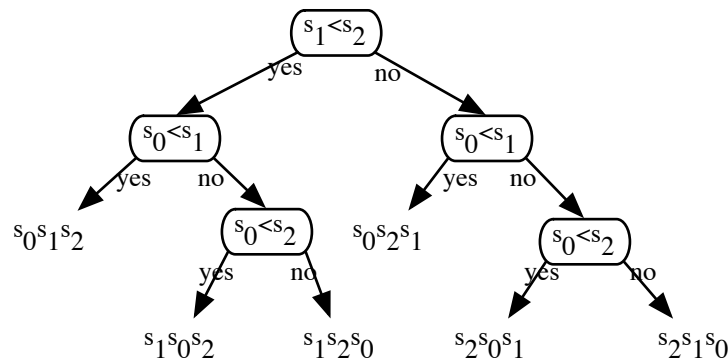 s₁<s₂
yes no
s₀<s₁ s₀<s₁
yes no yes no
s₀s₁s₂ s₀<s₂ s₀s₂s₁ s₀<s₂
yes no yes no
s₁s₀s₂ s₁s₂s₀ s₂s₀s₁ s₂s₁s₀